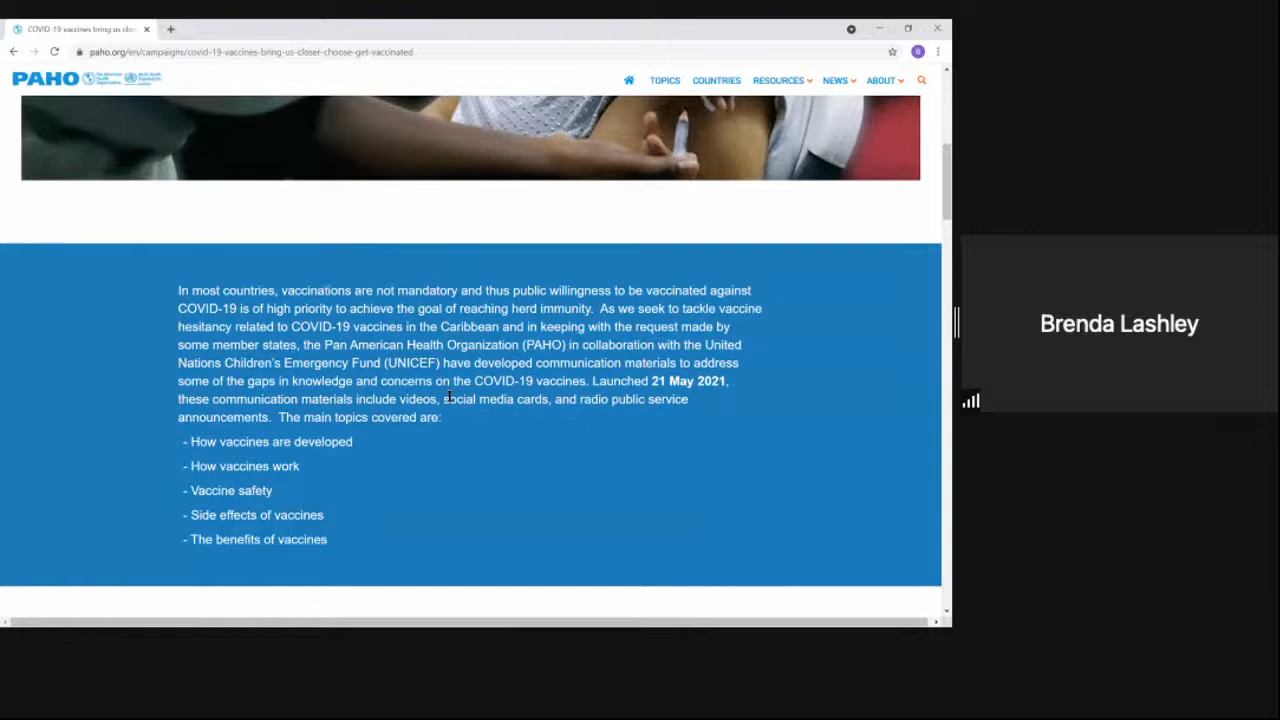 COVID-19 vaccines bring us clos
paho.org/en/campaigns/covid-19-vaccines-bring-us-closer-choose-get-vaccinated
PAHO
TOPICS COUNTRIES RESOURCES NEWS ABOUT
In most countries, vaccinations are not mandatory and thus public willingness to be vaccinated against
COVID-19 is of high priority to achieve the goal of reaching herd immunity. As we seek to tackle vaccine
hesitancy related to COVID-19 vaccines in the Caribbean and in keeping with the request made by
some member states, the Pan American Health Organization (PAHO) in collaboration with the United
Nations Children's Emergency Fund (UNICEF) have developed communication materials to address
some of the gaps in knowledge and concerns on the COVID-19 vaccines. Launched 21 May 2021,
these communication materials include videos, social media cards, and radio public service
announcements. The main topics covered are:
- How vaccines are developed
- How vaccines work
- Vaccine safety
- Side effects of vaccines
- The benefits of vaccines
Brenda Lashley